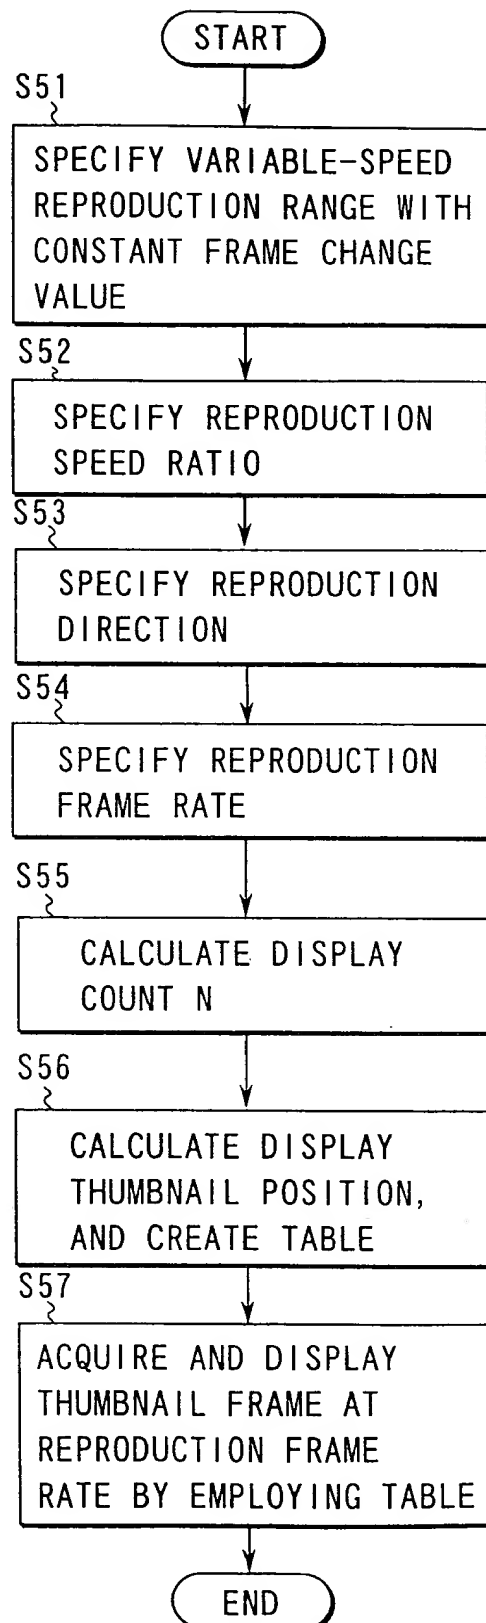 START
S51
SPECIFY VARIABLE-SPEED
REPRODUCTION RANGE WITH
CONSTANT FRAME CHANGE
VALUE
S52
SPECIFY REPRODUCTION
SPEED RATIO
S53
SPECIFY REPRODUCTION
DIRECTION
S54
SPECIFY REPRODUCTION
FRAME RATE
S55
CALCULATE DISPLAY
COUNT N
S56
CALCULATE DISPLAY
THUMBNAIL POSITION,
AND CREATE TABLE
S57
ACQUIRE AND DISPLAY
THUMBNAIL FRAME AT
REPRODUCTION FRAME
RATE BY EMPLOYING TABLE
END